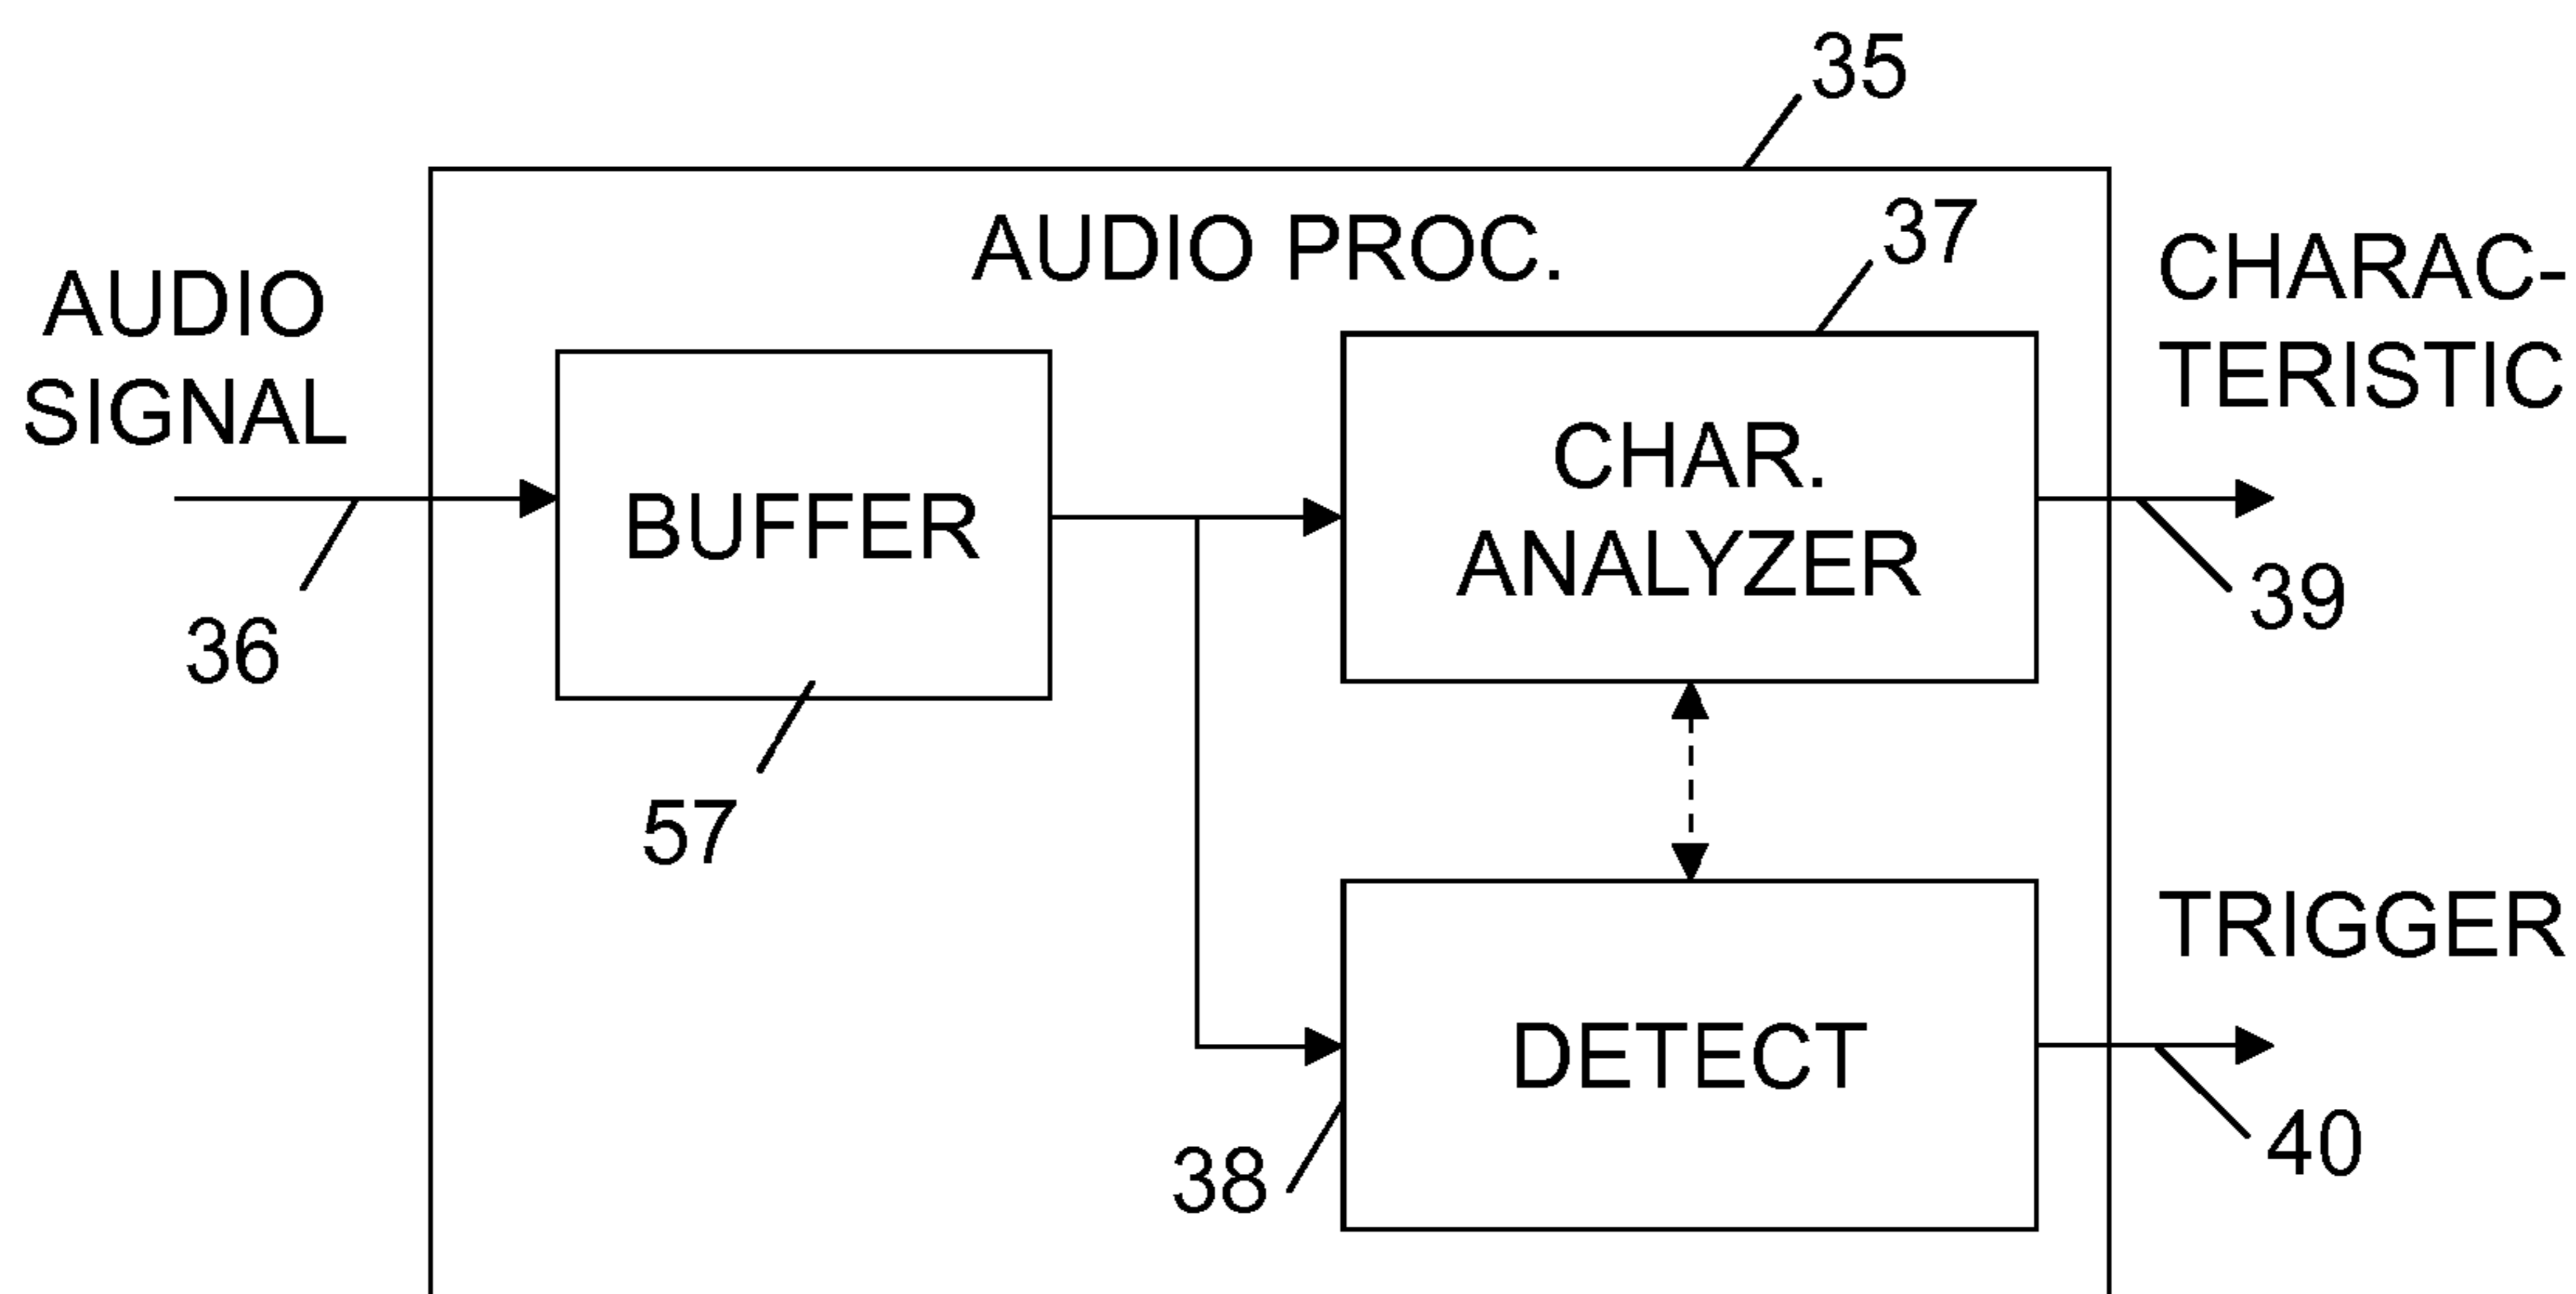 35
AUDIO PROC.
37
AUDIO
SIGNAL
CHARAC-
TERISTIC
BUFFER
CHAR.
ANALYZER
36
39
57
TRIGGER
DETECT
38
40